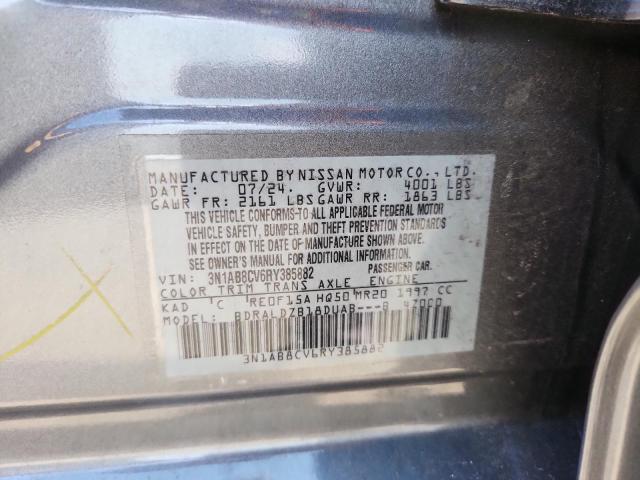 MANUFACTURED BY NISSAN MOTOR CO., LTD.
DATE: 07/24. GVWR: 4001 LBS
GAWR FR: 2161 LBS GAWR RR: 1863 LBS
THIS VEHICLE CONFORMS TO ALL APPLICABLE FEDERAL MOTOR
VEHICLE SAFETY, BUMPER AND THEFT PREVENTION STANDARDS
IN EFFECT ON THE DATE OF MANUFACTURE SHOWN ABOVE.
SEE OWNER'S MANUAL FOR ADDITIONAL INFORMATION.
VIN: 3N1AB8CV6RY385882 PASSENGER CAR
COLOR TRIM TRANS AXLE ENGINE
KAD C RE0F15A HQ50 MR20 1997 CC
MODEL: BDRALDZB18DUAB---B 470C0
3N1AB8CV6RY385882